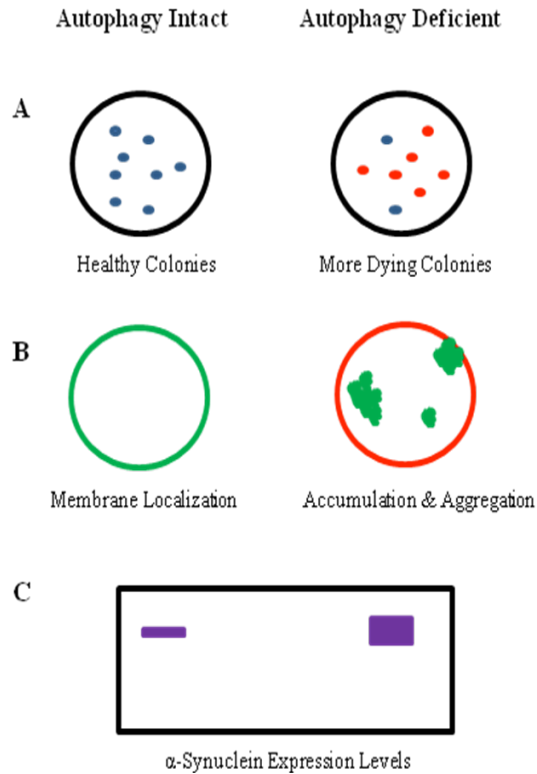 Autophagy Intact Autophagy Deficient
A
Healthy Colonies More Dying Colonies
B
Membrane Localization Accumulation & Aggregation
C
α-Synuclein Expression Levels